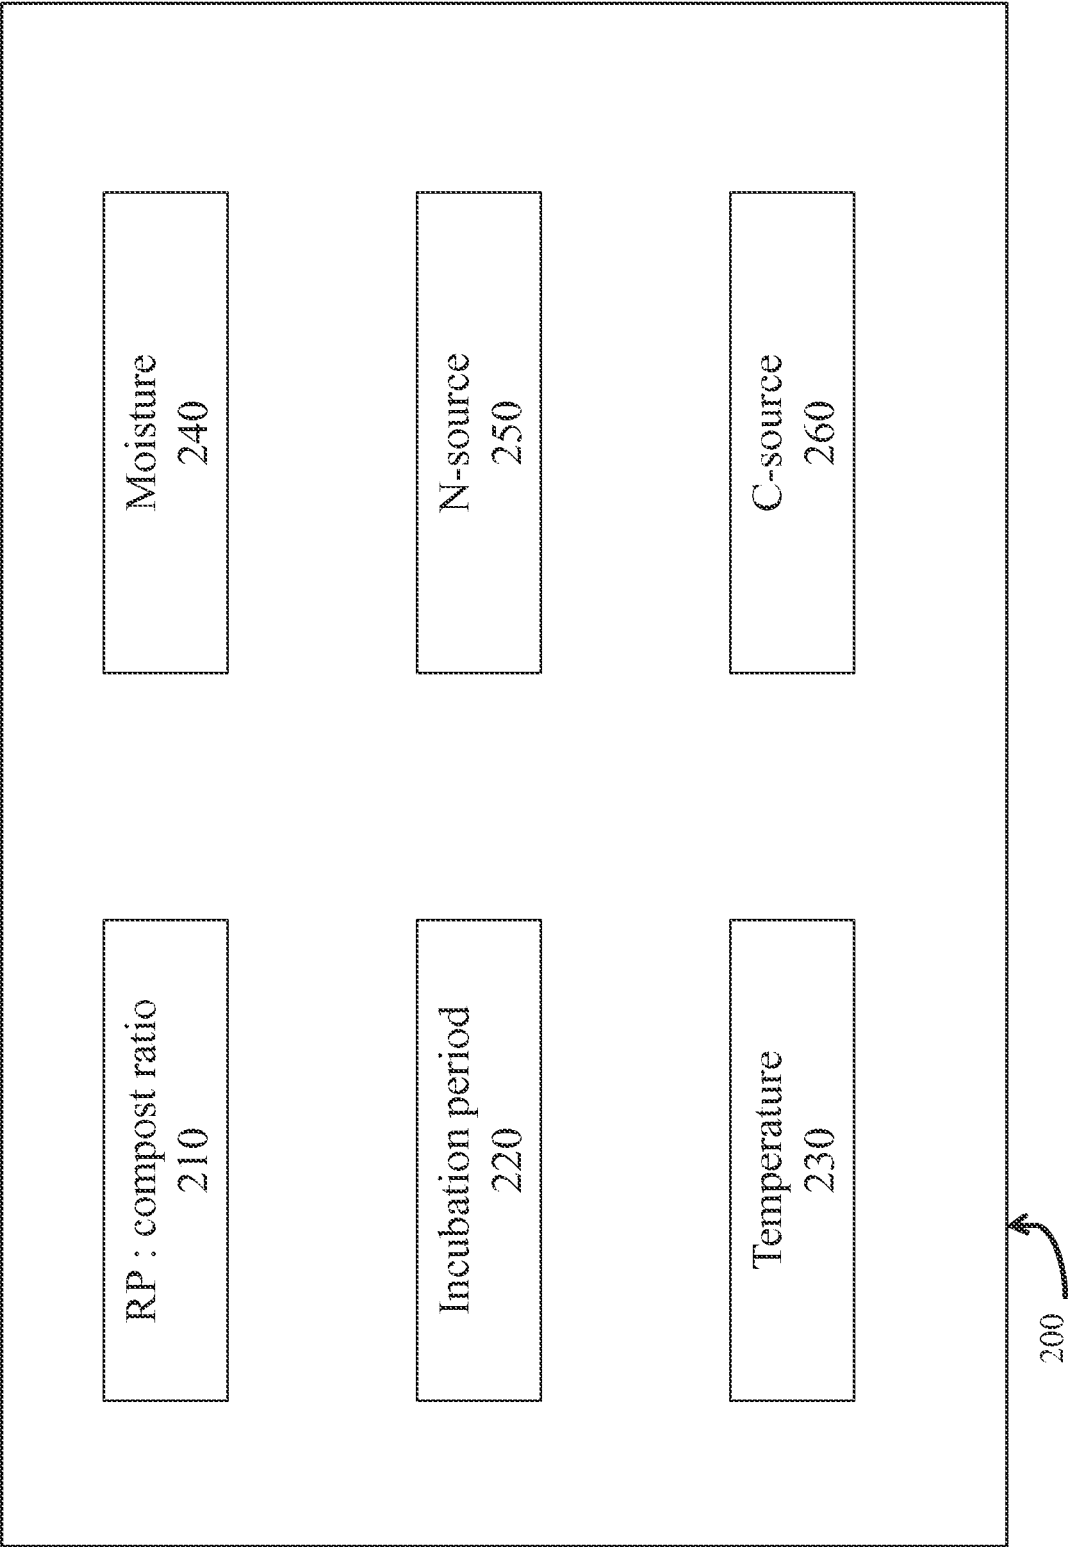 RP : compost ratio
210
Incubation period
220
Temperature
230
Moisture
240
N-source
250
C-source
260
200